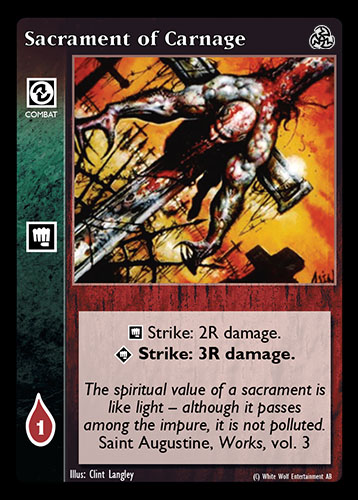 Sacrament of Carnage
COMBAT
Strike: 2R damage.
Strike: 3R damage.
The spiritual value of a sacrament is
like light – although it passes
among the impure, it is not polluted.
Saint Augustine, Works, vol. 3
1
Illus: Clint Langley
(C) White Wolf Entertainment AB